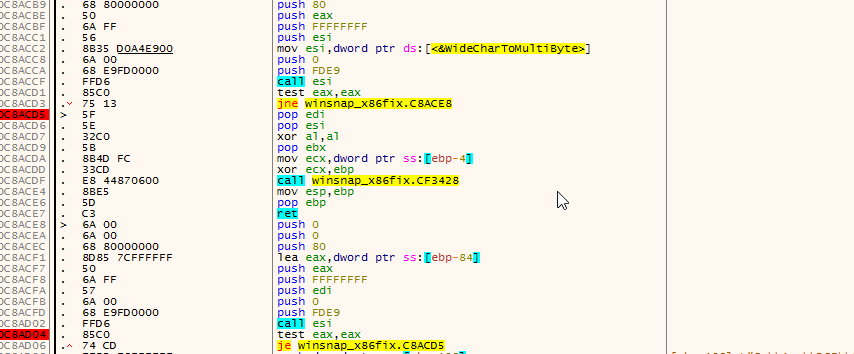 0C8ACB9 . 68 80000000 push 80
0C8ACBE . 50 push eax
0C8ACBF . 6A FF push FFFFFFFF
0C8ACC1 . 56 push esi
0C8ACC2 . 8B35 D0A4E900 mov esi,dword ptr ds:[<&WideCharToMultiByte>]
0C8ACC8 . 6A 00 push 0
0C8ACCA . 68 E9FD0000 push FDE9
0C8ACCF . FFD6 call esi
0C8ACD1 . 85C0 test eax,eax
0C8ACD3 . 75 13 jne winsnap_x86fix.C8ACE8
0C8ACD5 > 5F pop edi
0C8ACD6 . 5E pop esi
0C8ACD7 . 32C0 xor al,al
0C8ACD9 . 5B pop ebx
0C8ACDA . 8B4D FC mov ecx,dword ptr ss:[ebp-4]
0C8ACDD . 33CD xor ecx,ebp
0C8ACDF . E8 44870600 call winsnap_x86fix.CF3428
0C8ACE4 . 8BE5 mov esp,ebp
0C8ACE6 . 5D pop ebp
0C8ACE7 . C3 ret
0C8ACE8 > 6A 00 push 0
0C8ACEA . 6A 00 push 0
0C8ACEC . 68 80000000 push 80
0C8ACF1 . 8D85 7CFFFFFF lea eax,dword ptr ss:[ebp-84]
0C8ACF7 . 50 push eax
0C8ACF8 . 6A FF push FFFFFFFF
0C8ACFA . 57 push edi
0C8ACFB . 6A 00 push 0
0C8ACFD . 68 E9FD0000 push FDE9
0C8AD02 . FFD6 call esi
0C8AD04 . 85C0 test eax,eax
0C8AD06 . 74 CD je winsnap_x86fix.C8ACD5